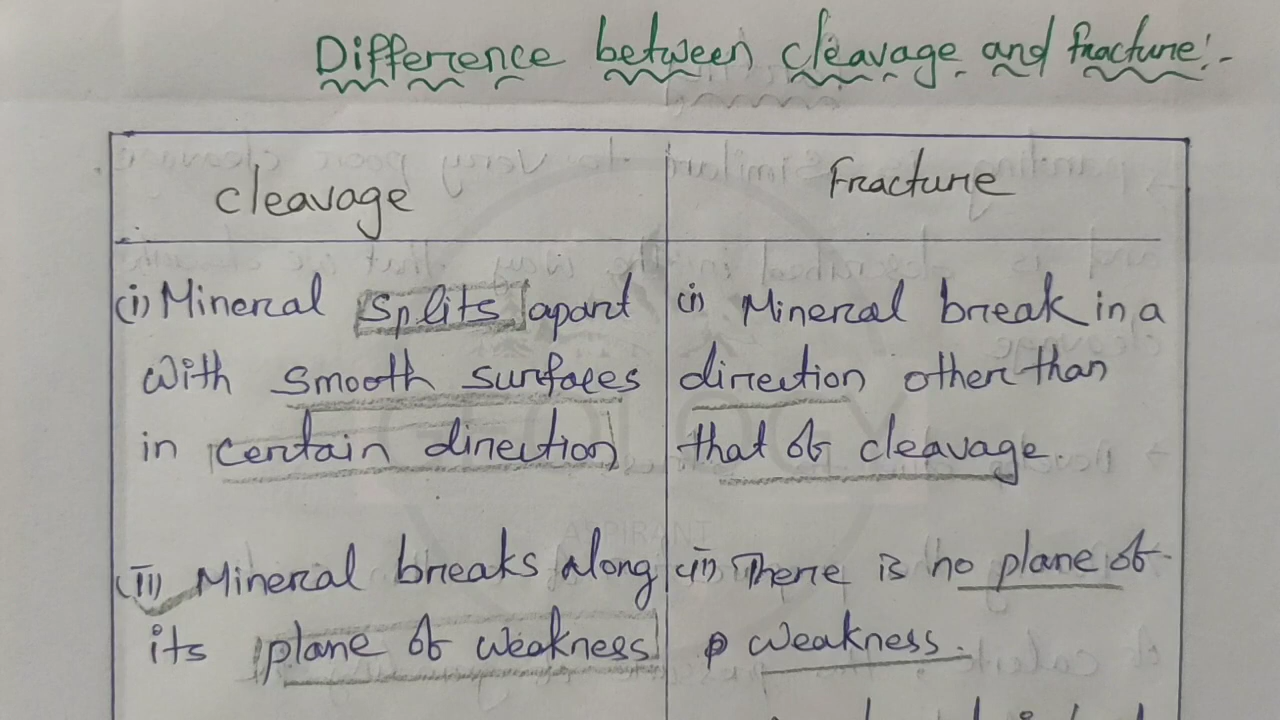 Difference between cleavage and fracture:-
cleavage
Fracture
(i) Mineral splits apart
with smooth surfaces
in certain direction
(i) Mineral break in a
direction other than
that of cleavage.
(ii) Mineral breaks along
its plane of weakness
(ii) There is no plane of
weakness.
GEOLOGY
ASPIRANT